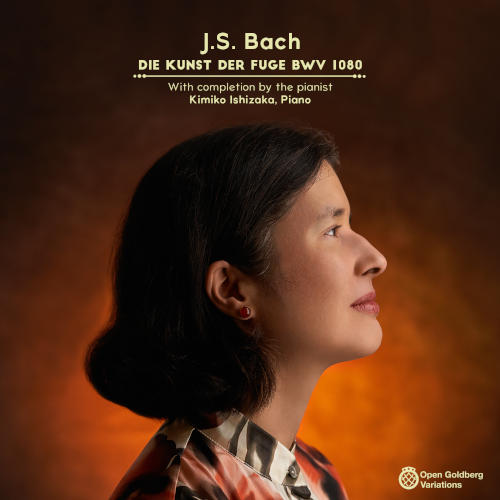 J.S. Bach
DIE KUNST DER FUGE BWV 1080
With completion by the pianist
Kimiko Ishizaka, Piano
Open Goldberg
Variations